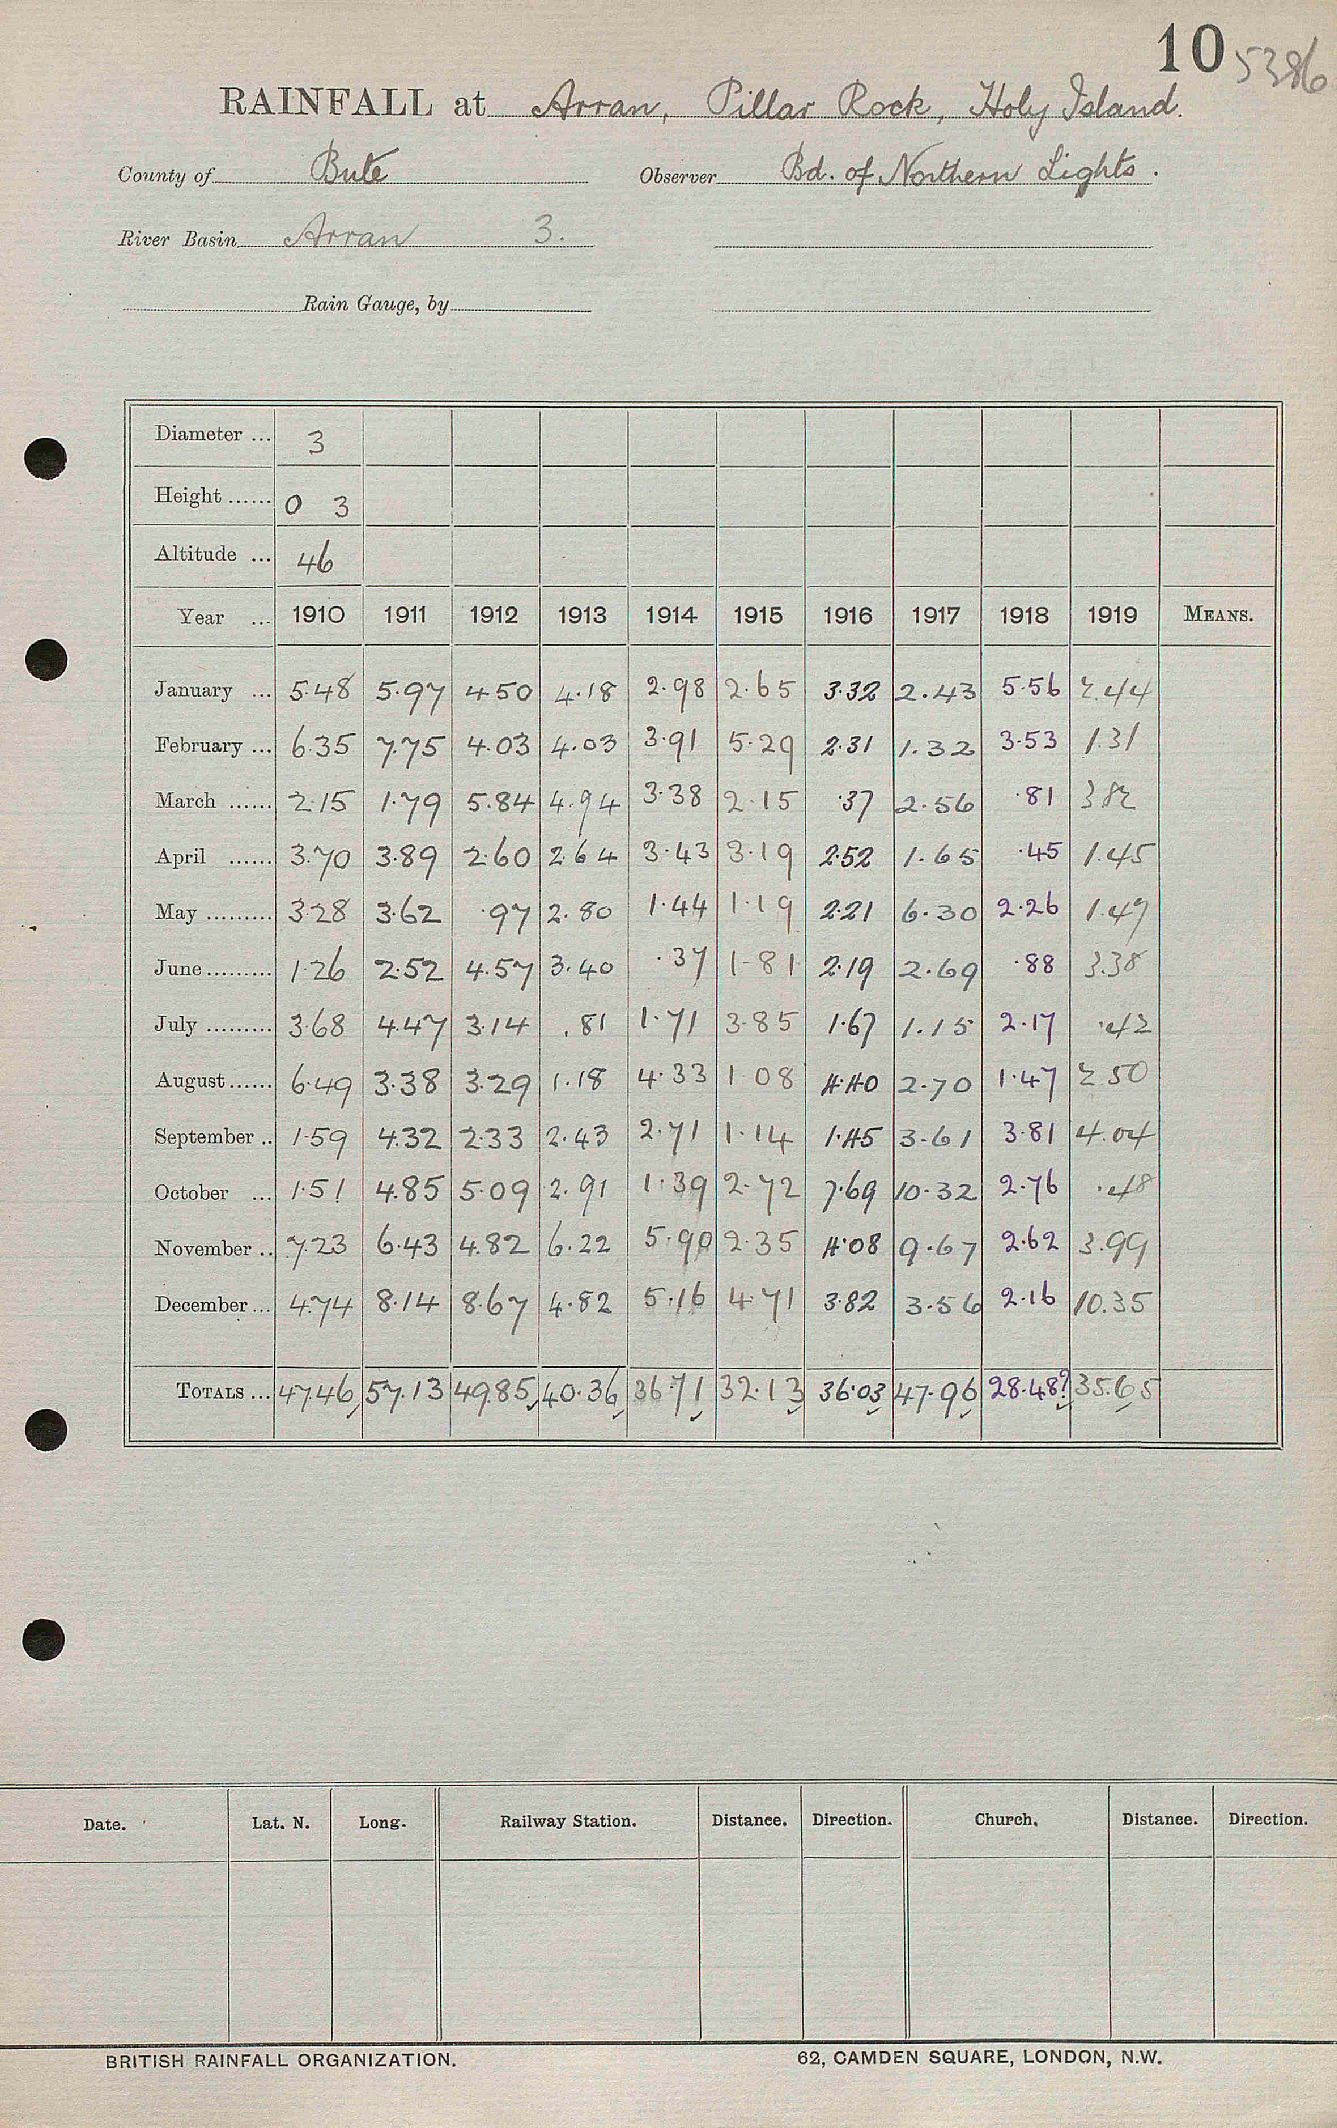 10 5386
RAINFALL at Arran, Pillar Rock, Holy Island.
County of Bute Observer Bd. of Northern Lights.
River Basin Arran 3.
Rain Gauge, by
Diameter ... 3
Height ...... 0 3
Altitude ... 46
Year ... 1910 1911 1912 1913 1914 1915 1916 1917 1918 1919 MEANS.
January ... 5.48 5.97 4.50 4.18 2.98 2.65 3.32 2.43 5.56 2.44
February ... 6.35 7.75 4.03 4.03 3.91 5.29 2.31 1.32 3.53 1.31
March ...... 2.15 1.79 5.84 4.94 3.38 2.15 .37 2.56 .81 3.82
April ...... 3.70 3.89 2.60 2.64 3.43 3.19 2.52 1.65 .45 1.45
May ......... 3.28 3.62 .97 2.80 1.44 1.19 2.21 6.30 2.26 1.47
June ......... 1.26 2.52 4.57 3.40 .37 1.81 2.19 2.69 .88 3.38
July ......... 3.68 4.47 3.14 .81 1.71 3.85 1.67 1.15 2.17 .42
August ...... 6.49 3.38 3.29 1.18 4.33 1.08 4.40 2.70 1.47 2.50
September .. 1.59 4.32 2.33 2.43 2.71 1.14 1.45 3.61 3.81 4.04
October ... 1.51 4.85 5.09 2.91 1.39 2.72 7.69 10.32 2.76 .48
November .. 7.23 6.43 4.82 6.22 5.90 2.35 4.08 9.67 2.62 3.99
December ... 4.74 8.14 8.67 4.82 5.16 4.71 3.82 3.56 2.16 10.35
TOTALS ... 47.46 57.13 49.85 40.36 36.71 32.13 36.03 47.96 28.48? 35.65
Date. Lat. N. Long. Railway Station. Distance. Direction. Church. Distance. Direction.
BRITISH RAINFALL ORGANIZATION. 62, CAMDEN SQUARE, LONDON, N.W.